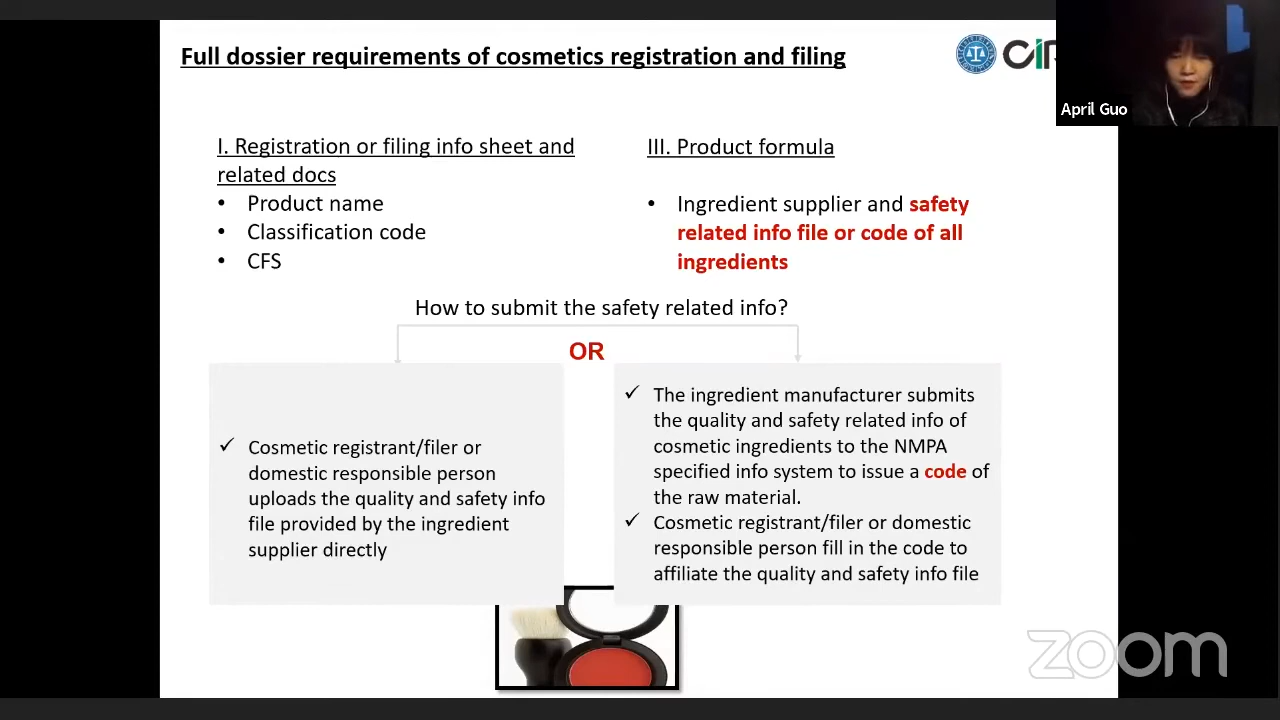 Full dossier requirements of cosmetics registration and filing
April Guo
I. Registration or filing info sheet and
related docs
• Product name
• Classification code
• CFS
III. Product formula
• Ingredient supplier and safety
related info file or code of all
ingredients
How to submit the safety related info?
OR
✓ Cosmetic registrant/filer or
domestic responsible person
uploads the quality and safety info
file provided by the ingredient
supplier directly
✓ The ingredient manufacturer submits
the quality and safety related info of
cosmetic ingredients to the NMPA
specified info system to issue a code of
the raw material.
✓ Cosmetic registrant/filer or domestic
responsible person fill in the code to
affiliate the quality and safety info file
zoom